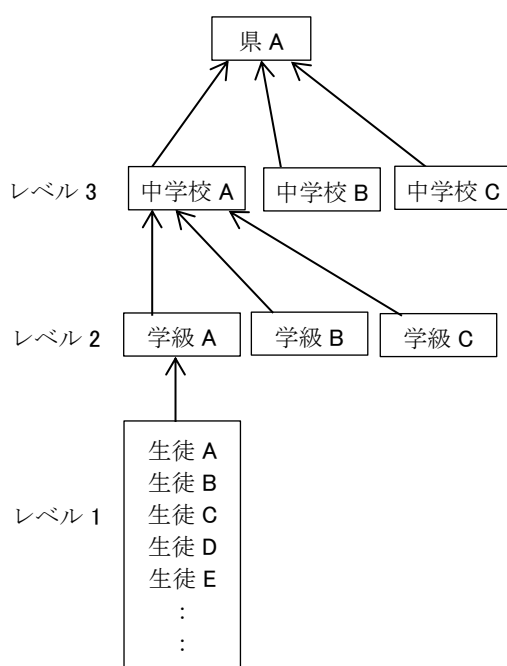 県 A
レベル 3
中学校 A
中学校 B
中学校 C
レベル 2
学級 A
学級 B
学級 C
レベル 1
生徒 A
生徒 B
生徒 C
生徒 D
生徒 E
:
: